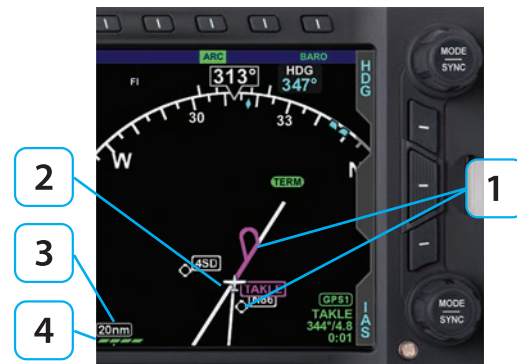 ARC
BARO
313°
HDG
347°
HDG
MODE
SYNC
FI
30
33
W
N
TERM
2
1
4SD
TAKLE
N86
3
GPS1
TAKLE
344°/4.8
0:01
IAS
20nm
4
MODE
SYNC